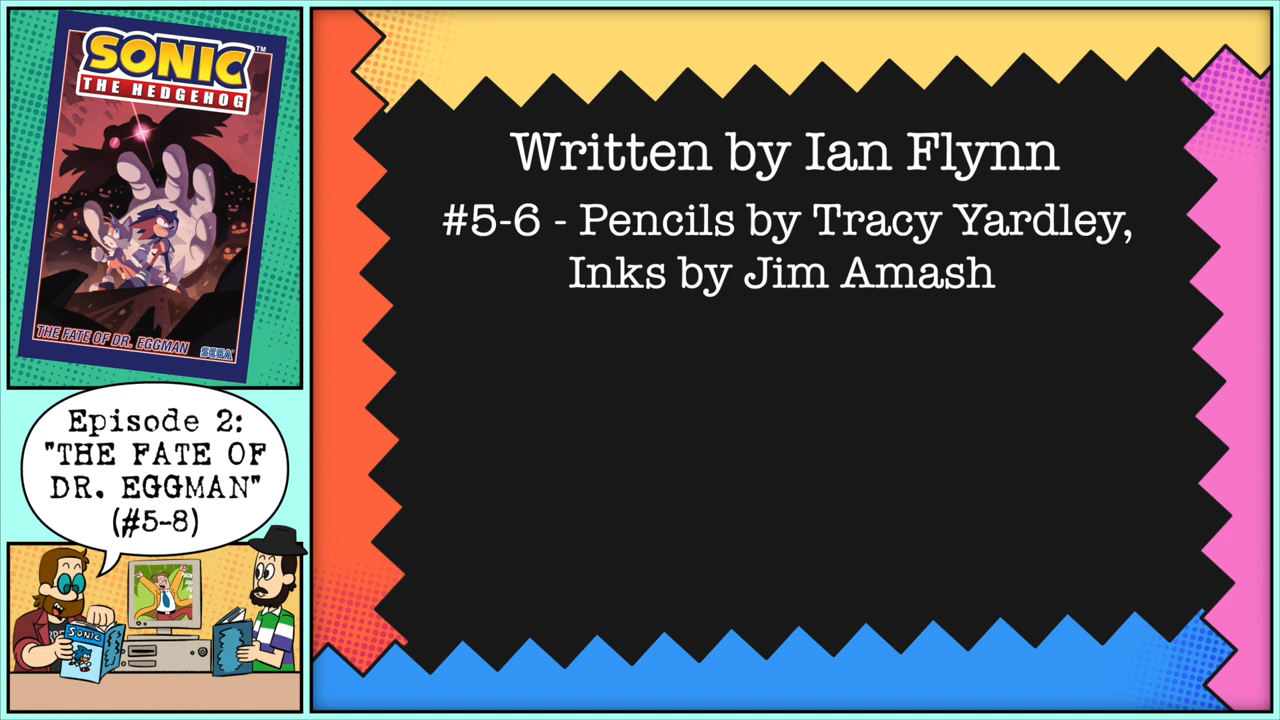 SONIC
THE HEDGEHOG
TM
THE FATE OF DR. EGGMAN
SEGA
Episode 2:
"THE FATE OF
DR. EGGMAN"
(#5-8)
SONIC
Written by Ian Flynn
#5-6 - Pencils by Tracy Yardley,
Inks by Jim Amash